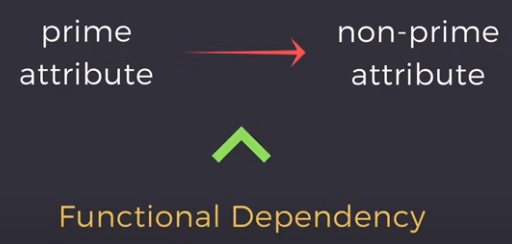 prime
attribute
non-prime
attribute
Functional Dependency